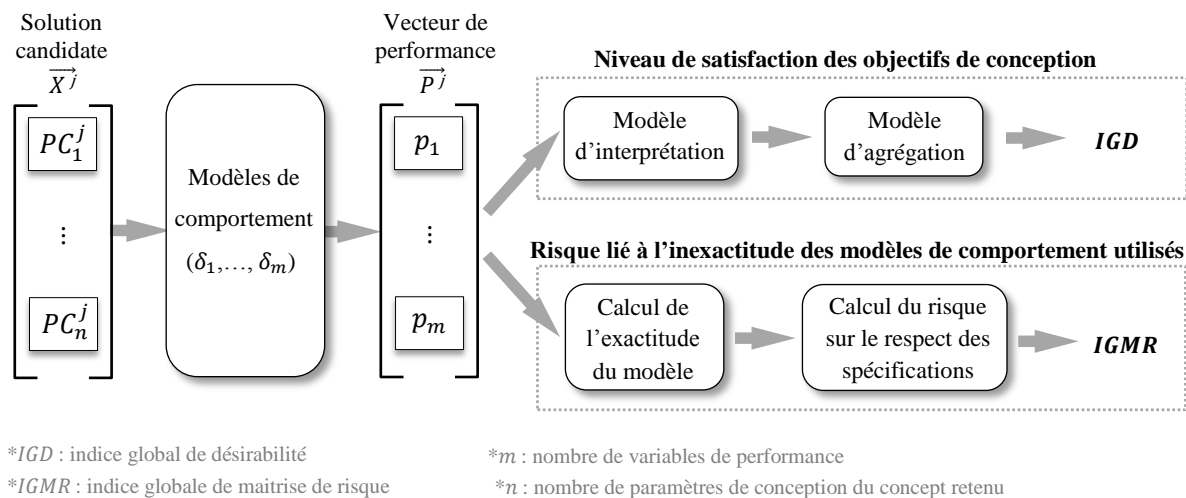 Solution
candidate
X⃗ʲ
PC₁ʲ
⋮
PCₙʲ
Modèles de
comportement
(δ₁,…, δₘ)
Vecteur de
performance
P⃗ʲ
p₁
⋮
pₘ
Niveau de satisfaction des objectifs de conception
Modèle
d'interprétation
Modèle
d'agrégation
IGD
Risque lié à l'inexactitude des modèles de comportement utilisés
Calcul de
l'exactitude
du modèle
Calcul du risque
sur le respect des
spécifications
IGMR
*IGD : indice global de désirabilité
*IGMR : indice globale de maitrise de risque
*m : nombre de variables de performance
*n : nombre de paramètres de conception du concept retenu